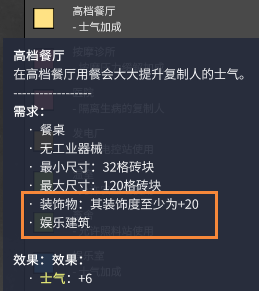 高档餐厅
- 士气加成
按摩诊所
高档餐厅
在高档餐厅用餐会大大提升复制人的士气。
------------------
需求：
· 餐桌
· 无工业器械
· 最小尺寸：32格砖块
· 最大尺寸：120格砖块
· 装饰物：其装饰度至少为+20
· 娱乐建筑
效果：效果：
· 士气：+6